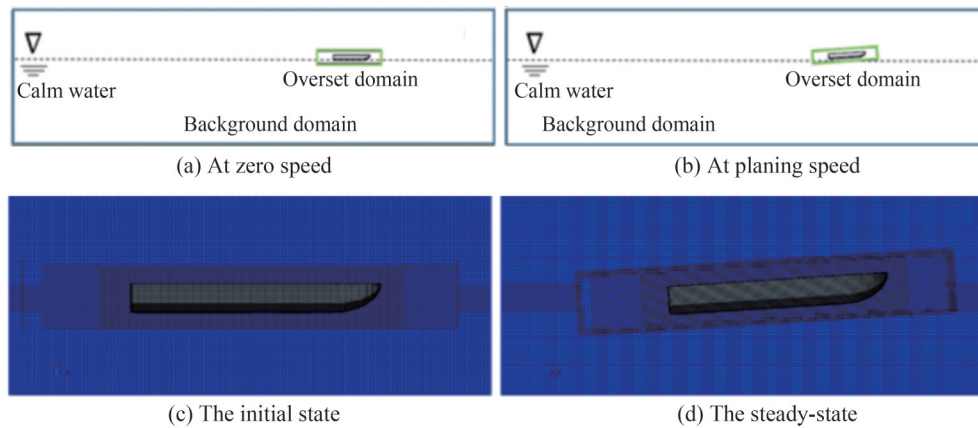 Calm water
Overset domain
Background domain
(a) At zero speed
Calm water
Overset domain
Background domain
(b) At planing speed
(c) The initial state
(d) The steady-state